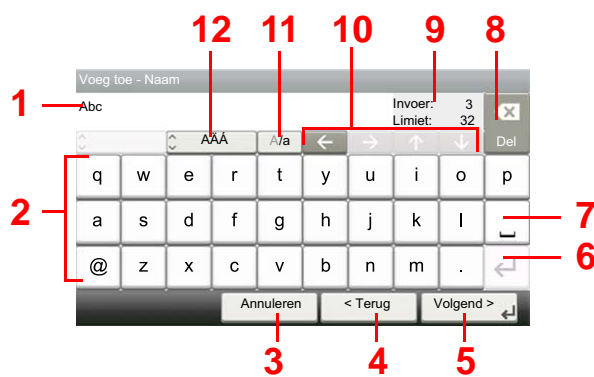 12 11 10 9 8
Voeg toe - Naam
1 Abc Invoer: 3
Limiet: 32
AÄÁ A/a ← → ↑ ↓ Del
2 q w e r t y u i o p
a s d f g h j k l 7
@ z x c v b n m . 6
Annuleren < Terug Volgend >
3 4 5